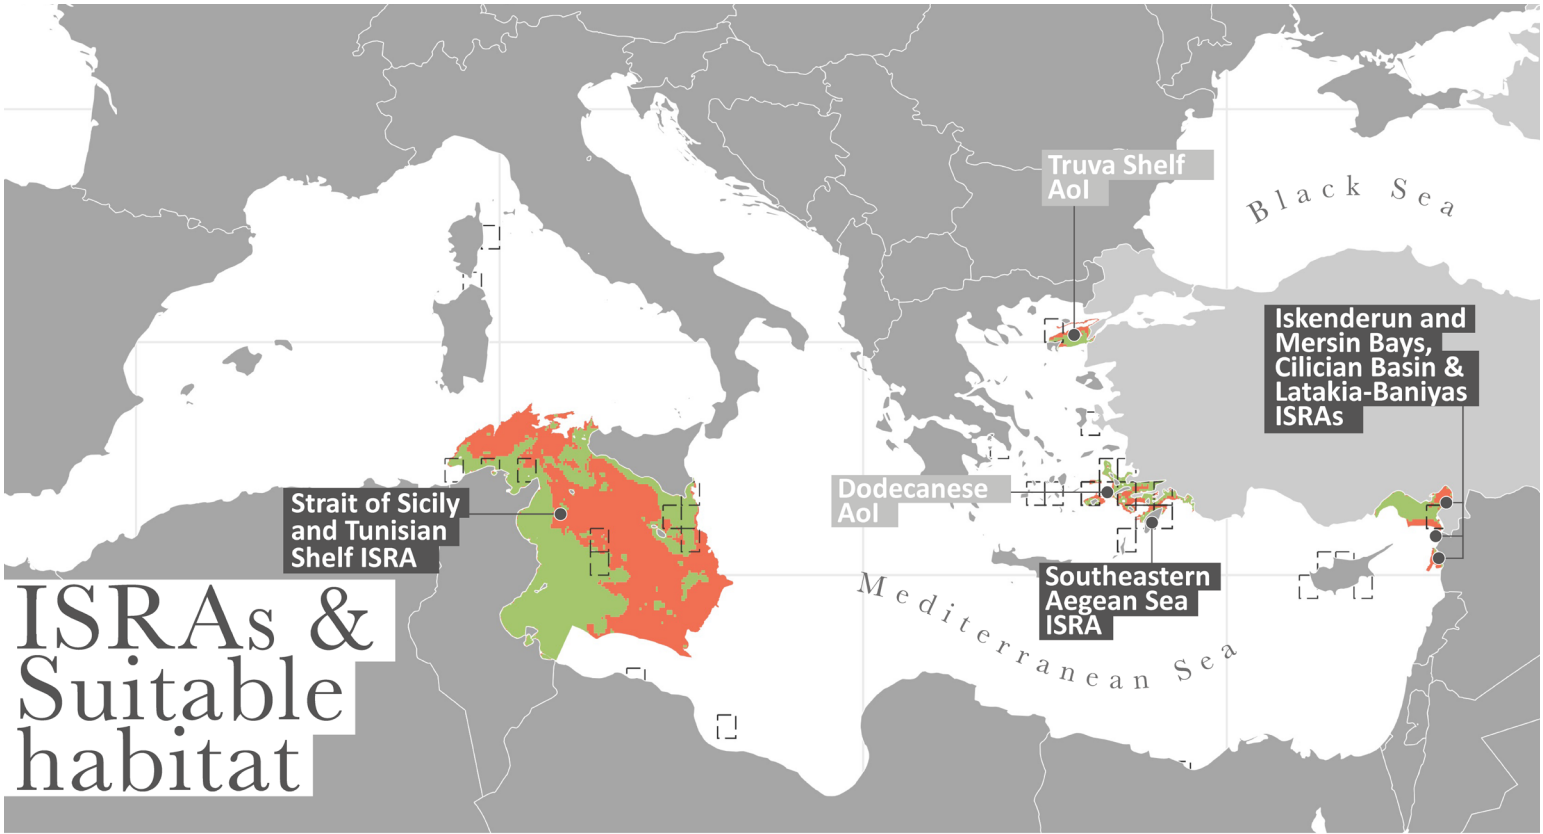 Truva Shelf
AoI
Black Sea
Iskenderun and
Mersin Bays,
Cilician Basin &
Latakia-Baniyas
ISRAs
Dodecanese
AoI
Strait of Sicily
and Tunisian
Shelf ISRA
Southeastern
Aegean Sea
ISRA
Mediterranean Sea
ISRAs &
Suitable
habitat